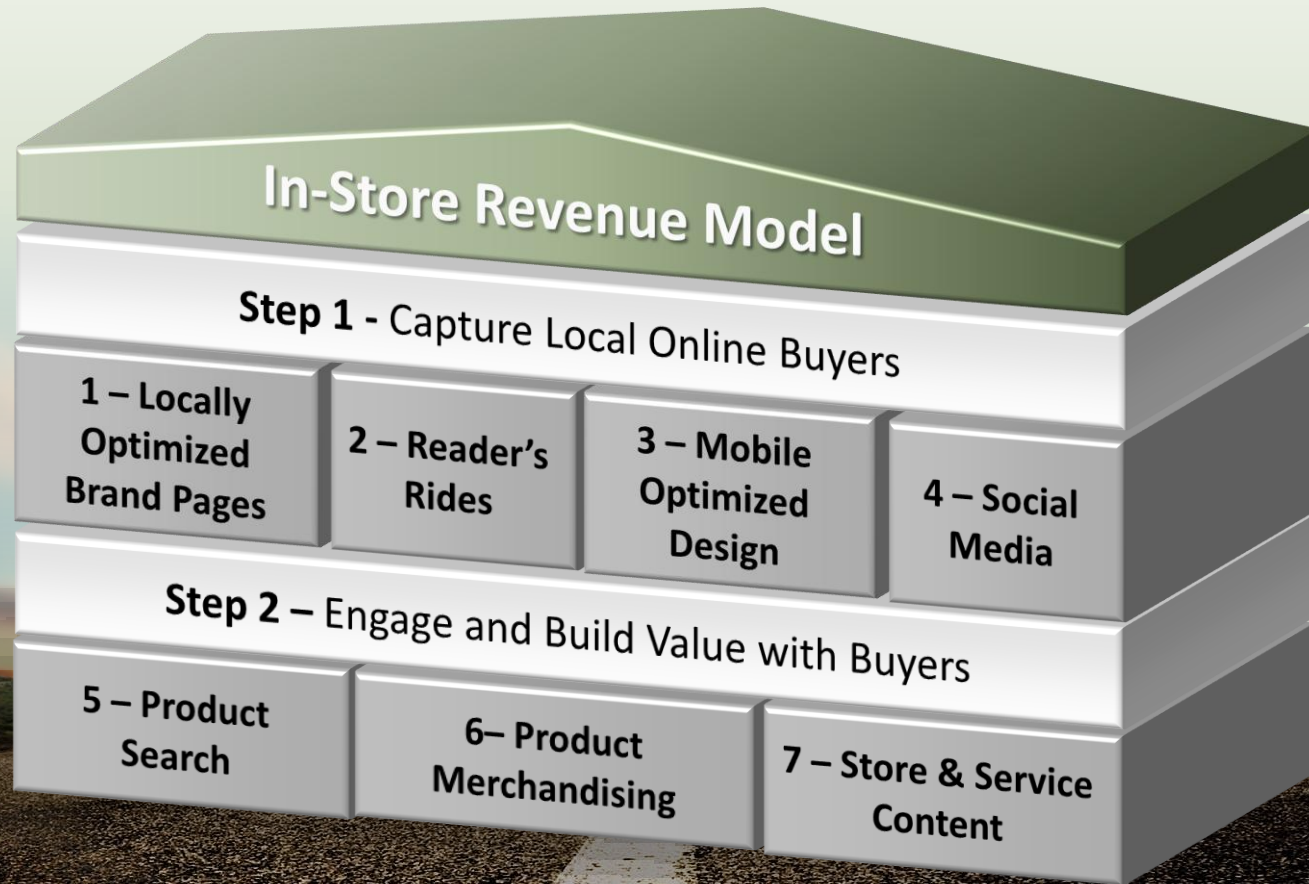 In-Store Revenue Model
Step 1 - Capture Local Online Buyers
1 – Locally
Optimized
Brand Pages
2 – Reader's
Rides
3 – Mobile
Optimized
Design
4 – Social
Media
Step 2 – Engage and Build Value with Buyers
5 – Product
Search
6– Product
Merchandising
7 – Store & Service
Content